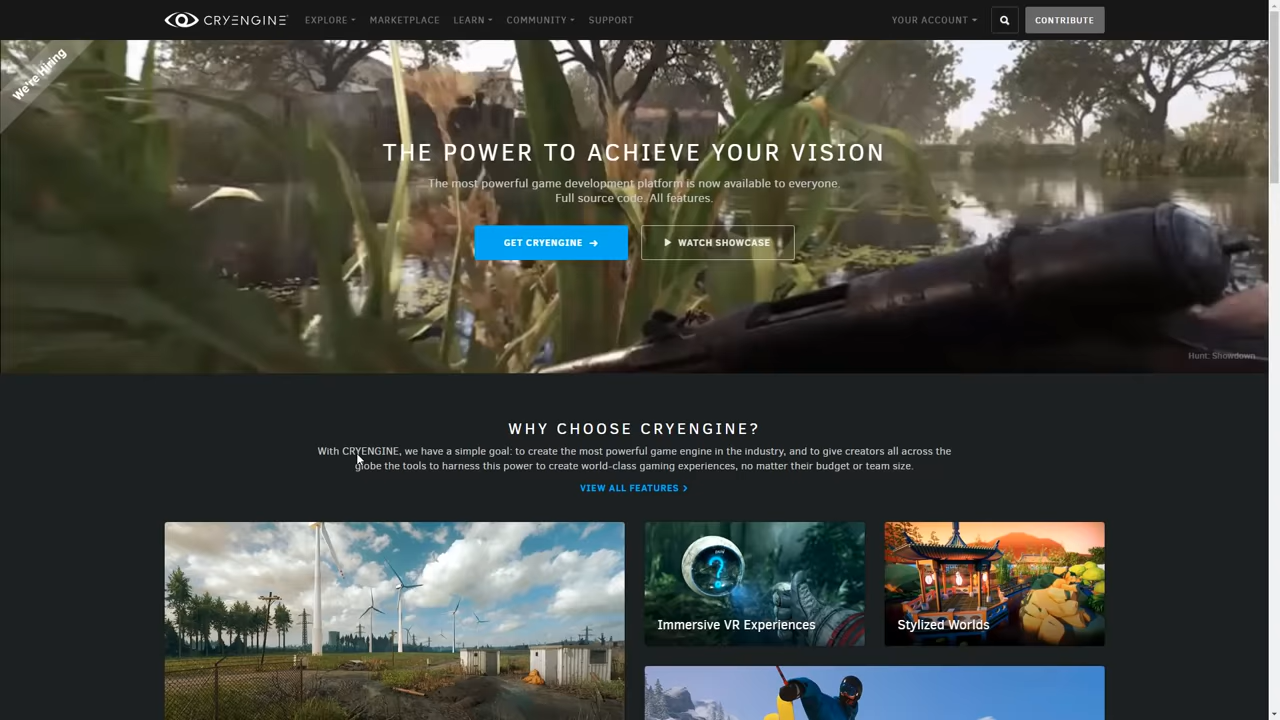 CRYENGINE
EXPLORE MARKETPLACE LEARN COMMUNITY SUPPORT
YOUR ACCOUNT
CONTRIBUTE
We're Hiring
THE POWER TO ACHIEVE YOUR VISION
The most powerful game development platform is now available to everyone.
Full source code. All features.
GET CRYENGINE
WATCH SHOWCASE
Hunt: Showdown
WHY CHOOSE CRYENGINE?
With CRYENGINE, we have a simple goal: to create the most powerful game engine in the industry, and to give creators all across the
globe the tools to harness this power to create world-class gaming experiences, no matter their budget or team size.
VIEW ALL FEATURES
?
Immersive VR Experiences
Stylized Worlds